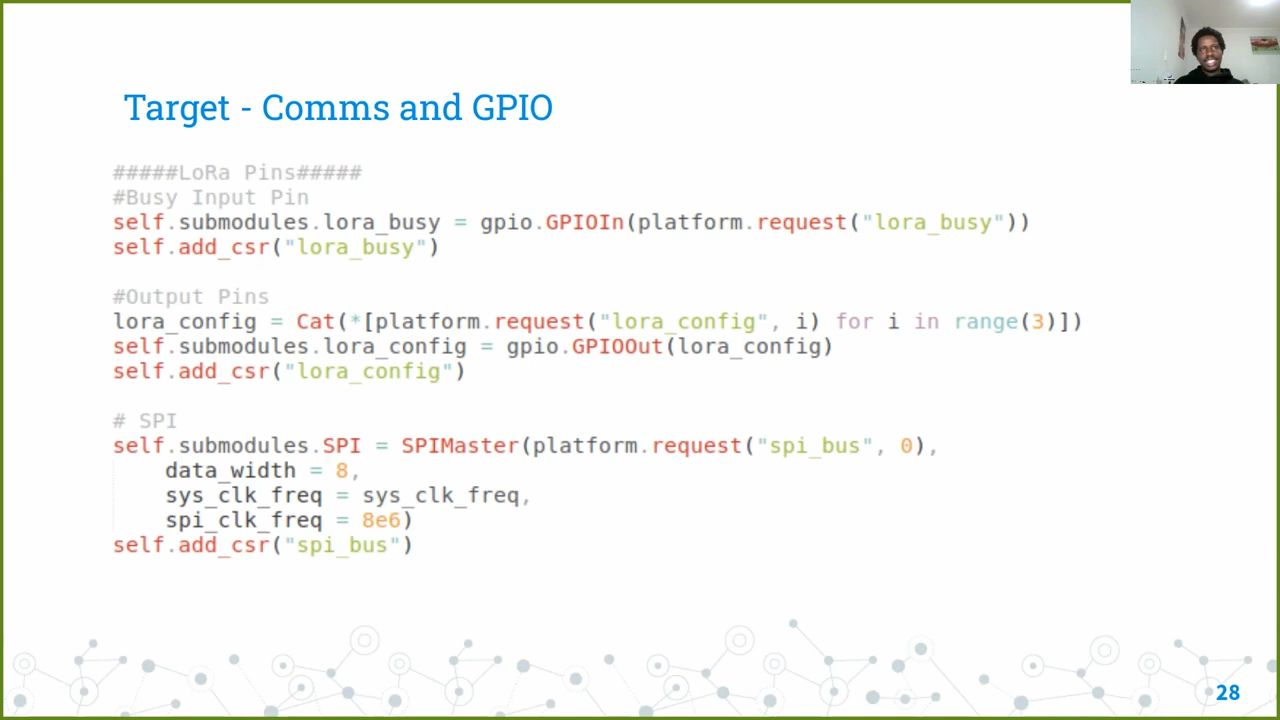 Target - Comms and GPIO
#####LoRa Pins#####
#Busy Input Pin
self.submodules.lora_busy = gpio.GPIOIn(platform.request("lora_busy"))
self.add_csr("lora_busy")
#Output Pins
lora_config = Cat(*[platform.request("lora_config", i) for i in range(3)])
self.submodules.lora_config = gpio.GPIOOut(lora_config)
self.add_csr("lora_config")
# SPI
self.submodules.SPI = SPIMaster(platform.request("spi_bus", 0),
    data_width = 8,
    sys_clk_freq = sys_clk_freq,
    spi_clk_freq = 8e6)
self.add_csr("spi_bus")
28